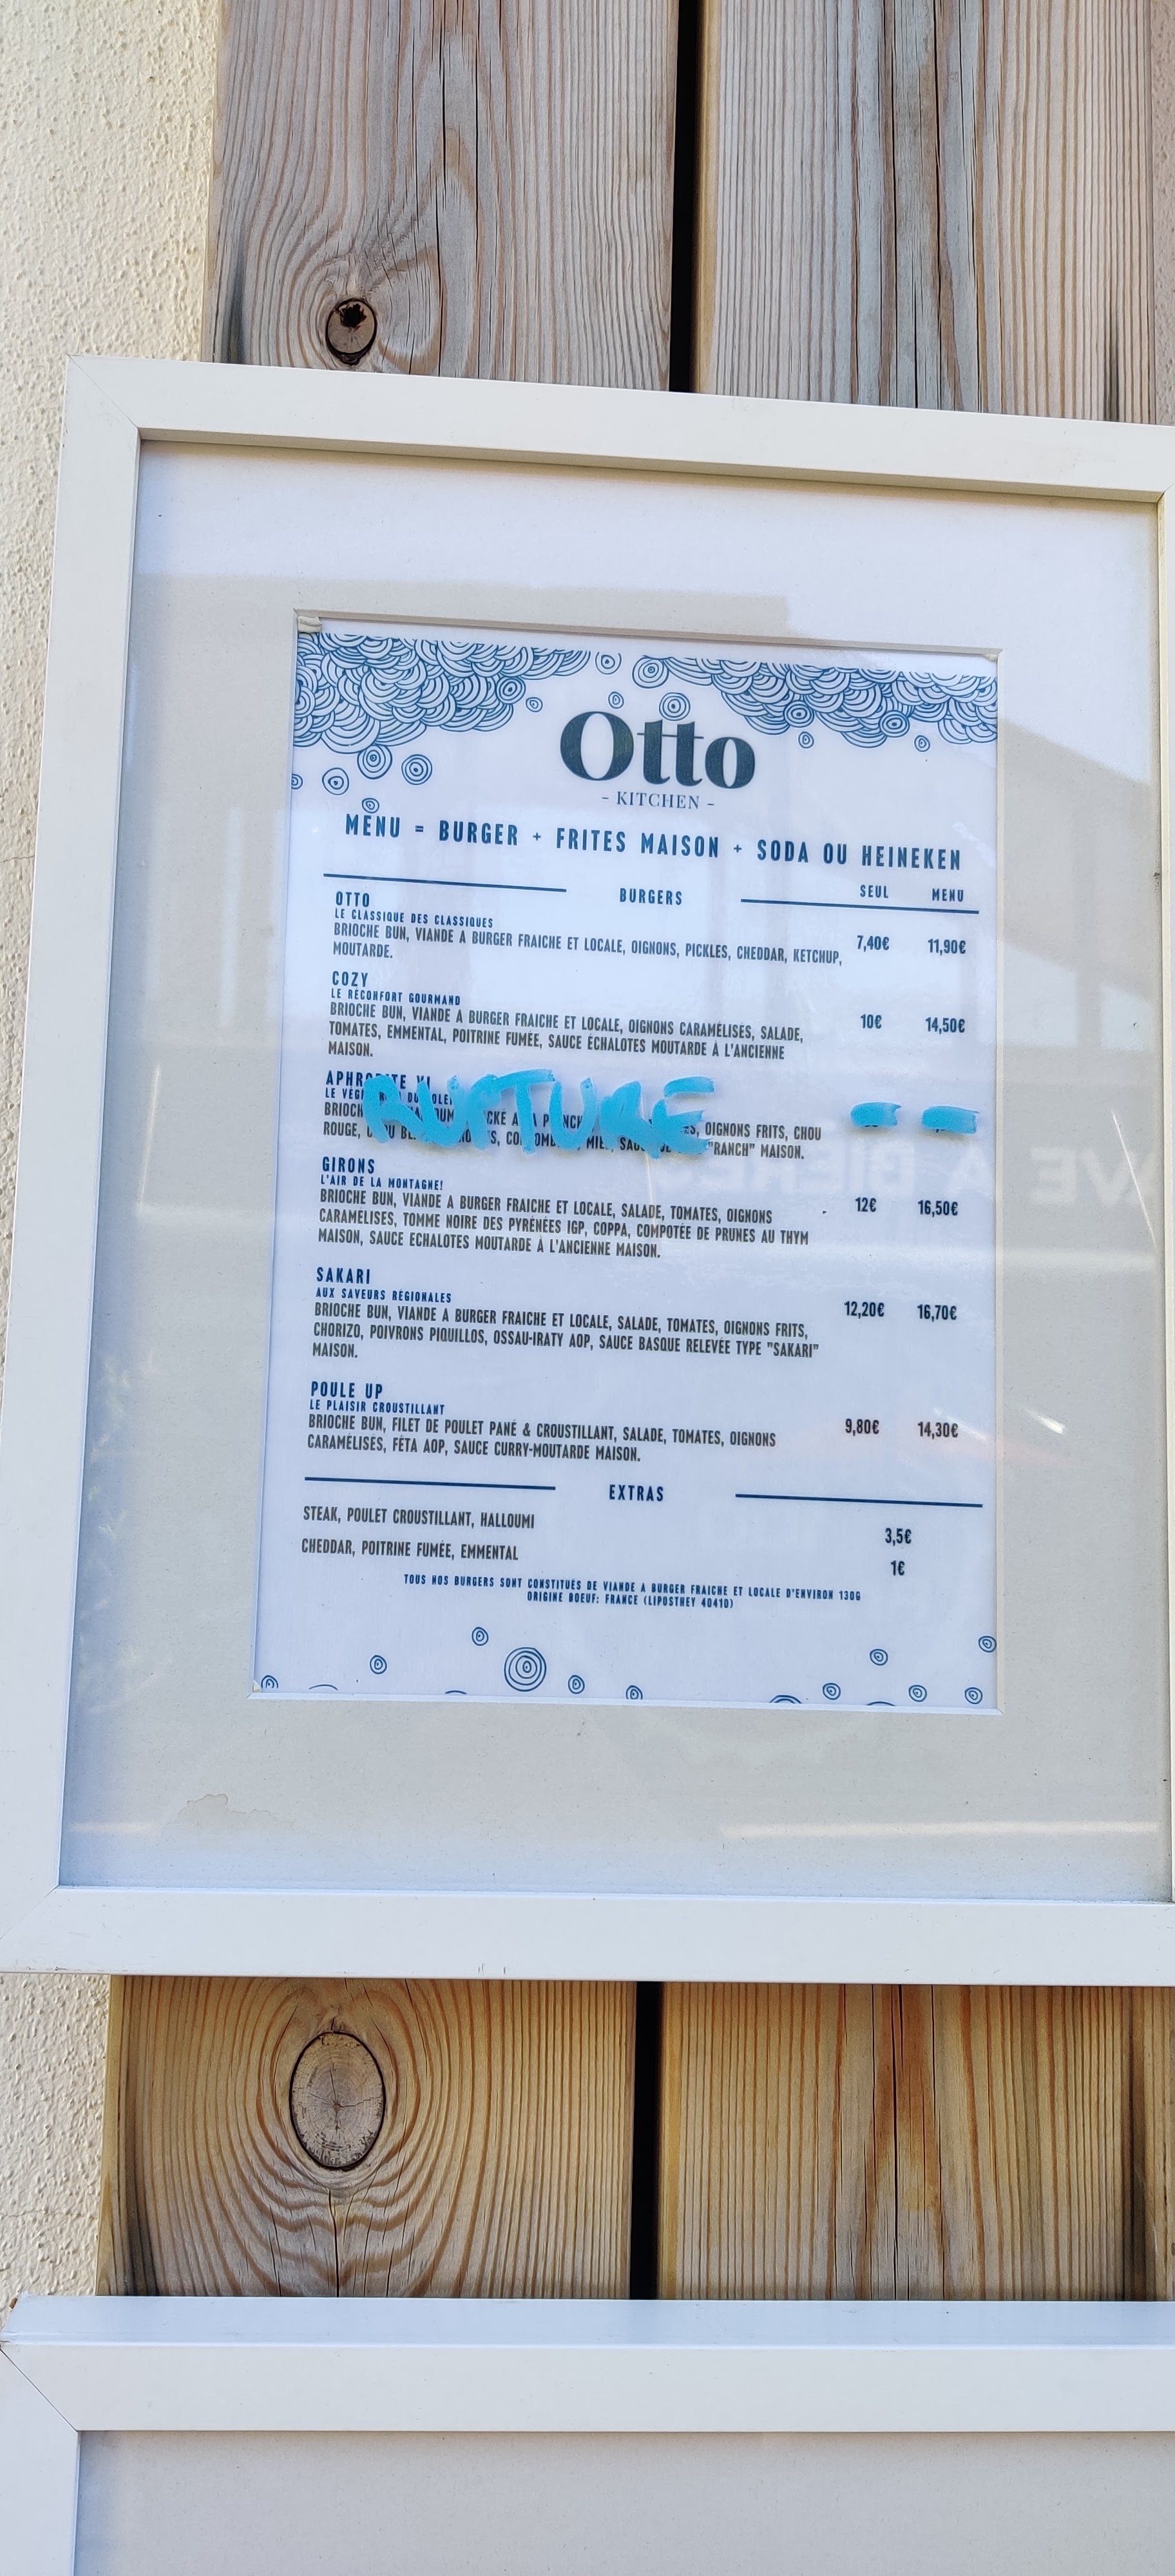 Otto
- KITCHEN -
MENU = BURGER + FRITES MAISON + SODA OU HEINEKEN
BURGERS SEUL MENU
OTTO
LE CLASSIQUE DES CLASSIQUES
BRIOCHE BUN, VIANDE A BURGER FRAICHE ET LOCALE, OIGNONS, PICKLES, CHEDDAR, KETCHUP, 7,40€ 11,90€
MOUTARDE.
COZY
LE RÉCONFORT GOURMAND
BRIOCHE BUN, VIANDE A BURGER FRAICHE ET LOCALE, OIGNONS CARAMÉLISÉS, SALADE, 10€ 14,50€
TOMATES, EMMENTAL, POITRINE FUMÉE, SAUCE ÉCHALOTES MOUTARDE À L'ANCIENNE
MAISON.
RUPTURE
OIGNONS FRITS, CHOU
ROUGE, "RANCH" MAISON.
GIRONS
L'AIR DE LA MONTAGNE!
BRIOCHE BUN, VIANDE A BURGER FRAICHE ET LOCALE, SALADE, TOMATES, OIGNONS 12€ 16,50€
CARAMELISES, TOMME NOIRE DES PYRÉNÉES IGP, COPPA, COMPOTÉE DE PRUNES AU THYM
MAISON, SAUCE ECHALOTES MOUTARDE À L'ANCIENNE MAISON.
SAKARI
AUX SAVEURS RÉGIONALES
BRIOCHE BUN, VIANDE A BURGER FRAICHE ET LOCALE, SALADE, TOMATES, OIGNONS FRITS, 12,20€ 16,70€
CHORIZO, POIVRONS PIQUILLOS, OSSAU-IRATY AOP, SAUCE BASQUE RELEVÉE TYPE "SAKARI"
MAISON.
POULE UP
LE PLAISIR CROUSTILLANT
BRIOCHE BUN, FILET DE POULET PANÉ & CROUSTILLANT, SALADE, TOMATES, OIGNONS 9,80€ 14,30€
CARAMÉLISÉS, FÉTA AOP, SAUCE CURRY-MOUTARDE MAISON.
EXTRAS
STEAK, POULET CROUSTILLANT, HALLOUMI 3,5€
CHEDDAR, POITRINE FUMÉE, EMMENTAL 1€
TOUS NOS BURGERS SONT CONSTITUÉS DE VIANDE A BURGER FRAICHE ET LOCALE D'ENVIRON 130G
ORIGINE BOEUF: FRANCE (LIPOSTHEY 40410)